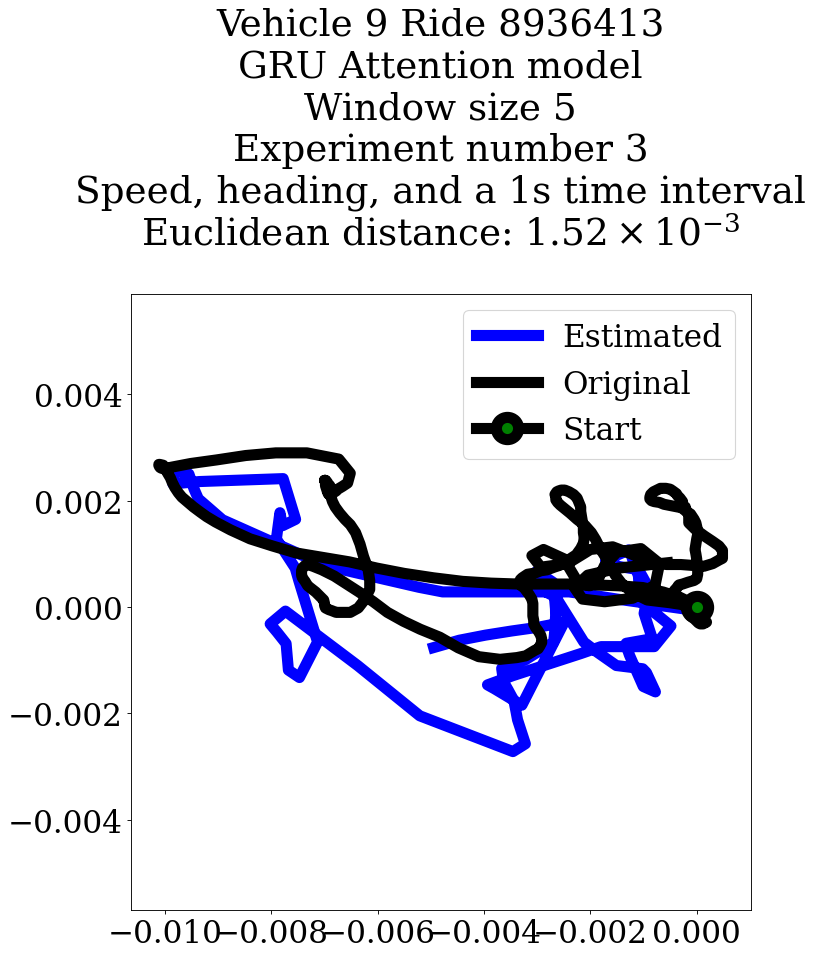 Vehicle 9 Ride 8936413
GRU Attention model
Window size 5
Experiment number 3
Speed, heading, and a 1s time interval
Euclidean distance: 1.52 × 10⁻³
Estimated
Original
Start
0.004
0.002
0.000
−0.002
−0.004
−0.010 −0.008 −0.006 −0.004 −0.002 0.000